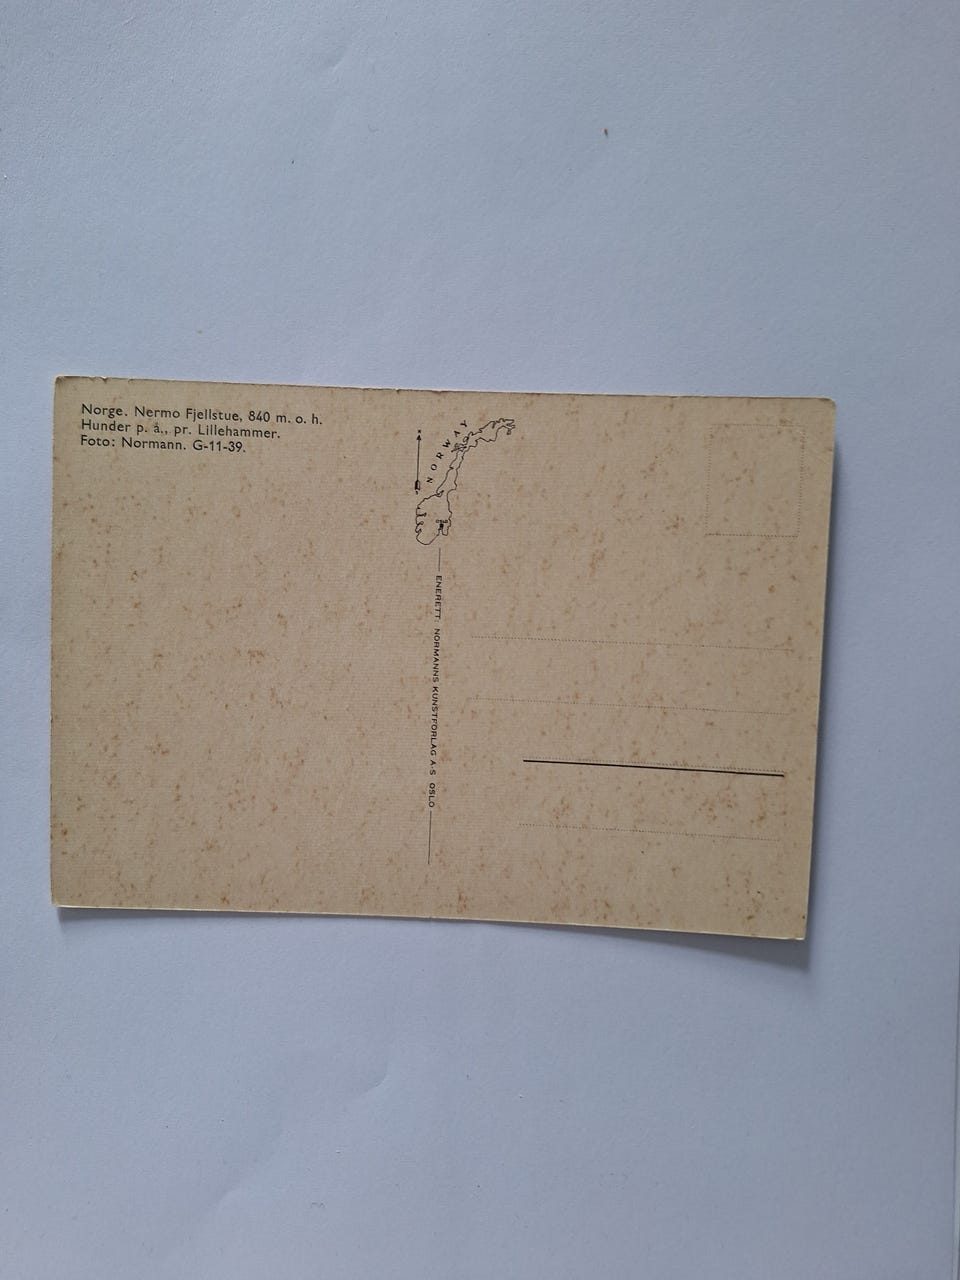 Norge. Nermo Fjellstue, 840 m. o. h.
Hunder p. å., pr. Lillehammer.
Foto: Normann. G-11-39.
NORWAY
ENERETT: NORMANNS KUNSTFORLAG A-S OSLO